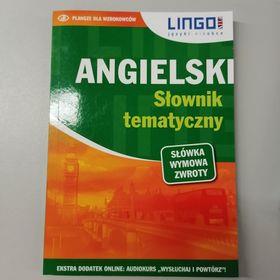 PLANSZE DLA WZROKOWCÓW
LINGO
języki obce
ANGIELSKI
Słownik
tematyczny
SŁÓWKA
WYMOWA
ZWROTY
EKSTRA DODATEK ONLINE: AUDIOKURS „WYSŁUCHAJ I POWTÓRZ”!